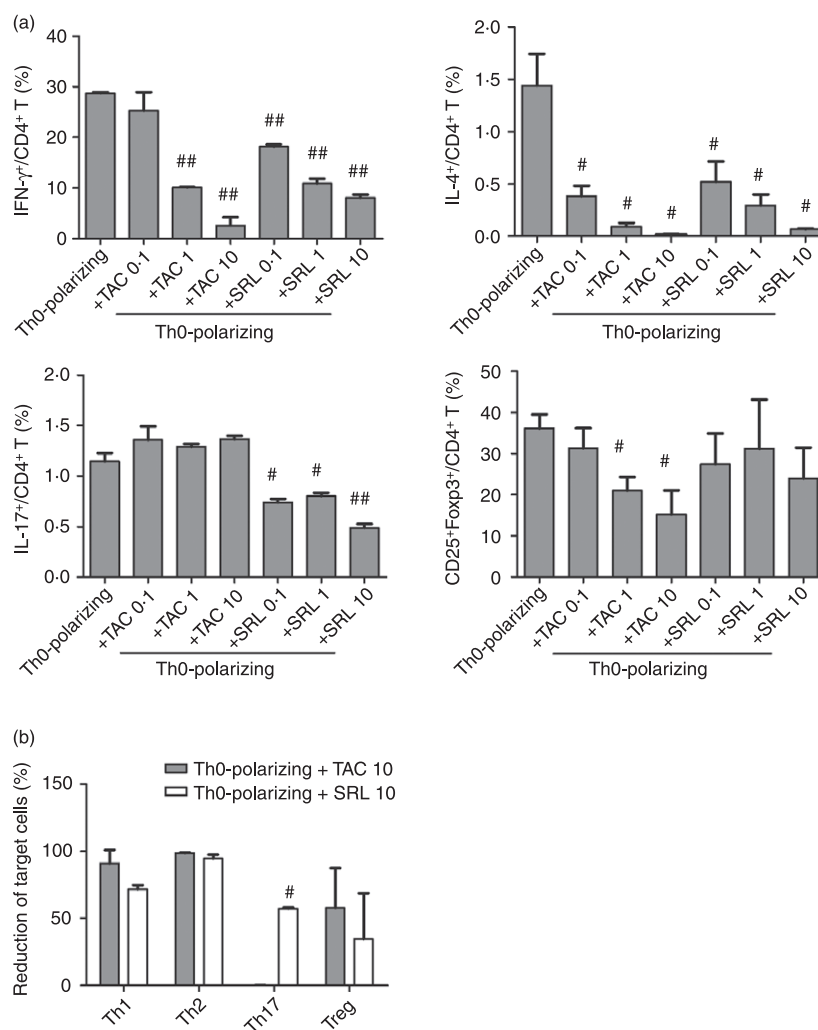 (a)
IFN-γ+/CD4+ T (%)
40
30
20
10
0
## ## ## ## ##
Th0-polarizing
+TAC 0·1
+TAC 1
+TAC 10
+SRL 0·1
+SRL 1
+SRL 10
Th0-polarizing
IL-4+/CD4+ T (%)
2·0
1·5
1·0
0·5
0·0
# # # # # #
Th0-polarizing
+TAC 0·1
+TAC 1
+TAC 10
+SRL 0·1
+SRL 1
+SRL 10
Th0-polarizing
IL-17+/CD4+ T (%)
2·0
1·5
1·0
0·5
0·0
# # ##
Th0-polarizing
+TAC 0·1
+TAC 1
+TAC 10
+SRL 0·1
+SRL 1
+SRL 10
Th0-polarizing
CD25+Foxp3+/CD4+ T (%)
50
40
30
20
10
0
# #
Th0-polarizing
+TAC 0·1
+TAC 1
+TAC 10
+SRL 0·1
+SRL 1
+SRL 10
Th0-polarizing
(b)
Reduction of target cells (%)
150
100
50
0
Th0-polarizing + TAC 10
Th0-polarizing + SRL 10
#
Th1
Th2
Th17
Treg